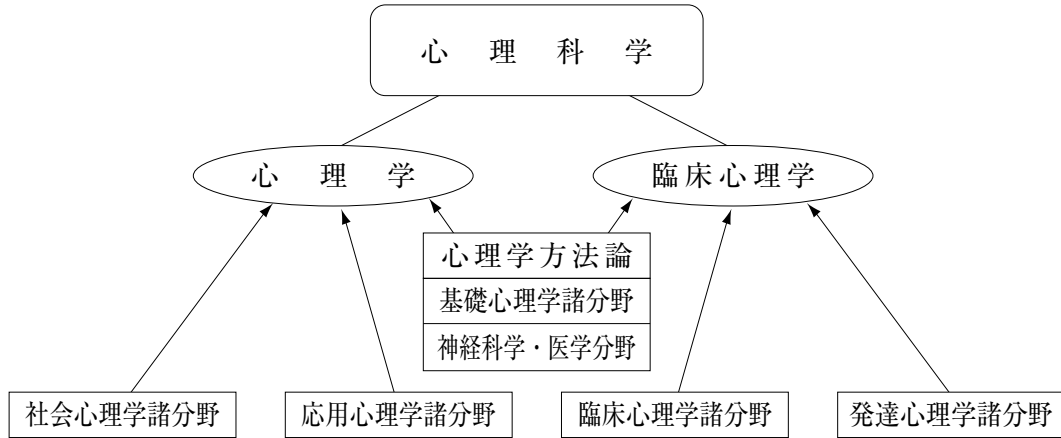 心理科学
心理学
臨床心理学
心理学方法論
基礎心理学諸分野
神経科学・医学分野
社会心理学諸分野
応用心理学諸分野
臨床心理学諸分野
発達心理学諸分野